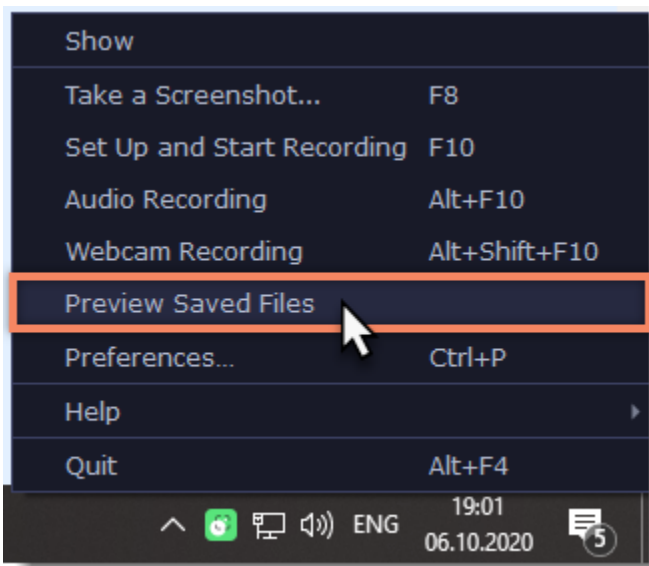 Show
Take a Screenshot... F8
Set Up and Start Recording F10
Audio Recording Alt+F10
Webcam Recording Alt+Shift+F10
Preview Saved Files
Preferences... Ctrl+P
Help
Quit Alt+F4
ENG 19:01
06.10.2020 5